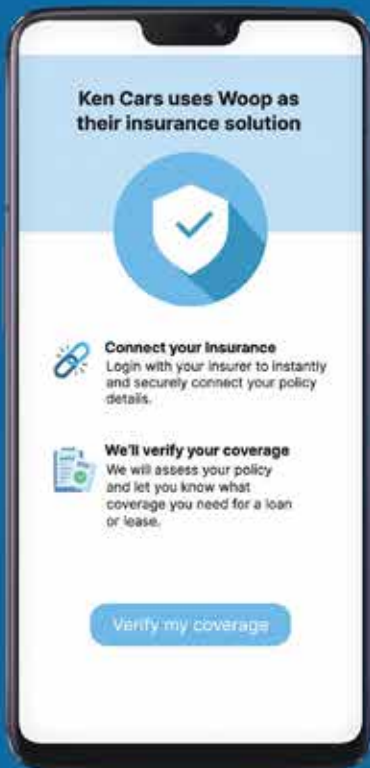 Ken Cars uses Woop as
their insurance solution
Connect your Insurance
Login with your insurer to instantly
and securely connect your policy
details.
We'll verify your coverage
We will assess your policy
and let you know what
coverage you need for a loan
or lease.
Verify my coverage